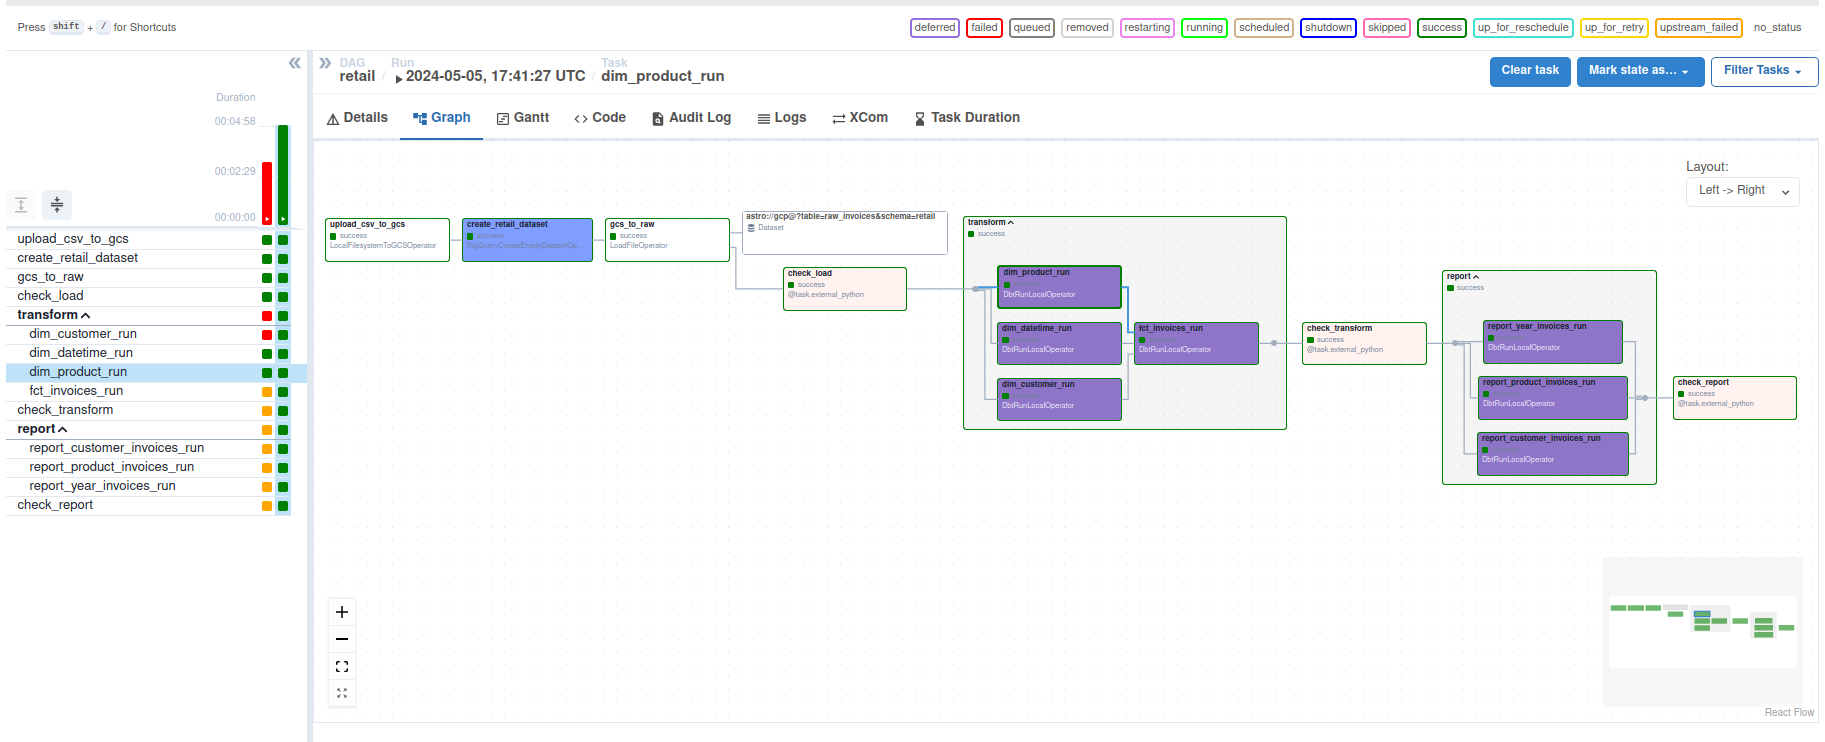 Press shift + / for Shortcuts
deferred failed queued removed restarting running scheduled shutdown skipped success up_for_reschedule up_for_retry upstream_failed no_status
DAG
retail
/
Run
2024-05-05, 17:41:27 UTC
/
Task
dim_product_run
Clear task
Mark state as…
Filter Tasks
Details
Graph
Gantt
Code
Audit Log
Logs
XCom
Task Duration
Duration
00:04:58
00:02:29
00:00:00
upload_csv_to_gcs
create_retail_dataset
gcs_to_raw
check_load
transform
dim_customer_run
dim_datetime_run
dim_product_run
fct_invoices_run
check_transform
report
report_customer_invoices_run
report_product_invoices_run
report_year_invoices_run
check_report
Layout:
Left -> Right
upload_csv_to_gcs
success
LocalFilesystemToGCSOperator
create_retail_dataset
success
BigQueryCreateEmptyDatasetOp…
gcs_to_raw
success
LoadFileOperator
astro://gcp@?table=raw_invoices&schema=retail
Dataset
check_load
success
@task.external_python
transform
success
dim_product_run
DbtRunLocalOperator
dim_datetime_run
DbtRunLocalOperator
dim_customer_run
DbtRunLocalOperator
fct_invoices_run
DbtRunLocalOperator
check_transform
success
@task.external_python
report
success
report_year_invoices_run
DbtRunLocalOperator
report_product_invoices_run
DbtRunLocalOperator
report_customer_invoices_run
DbtRunLocalOperator
check_report
success
@task.external_python
React Flow